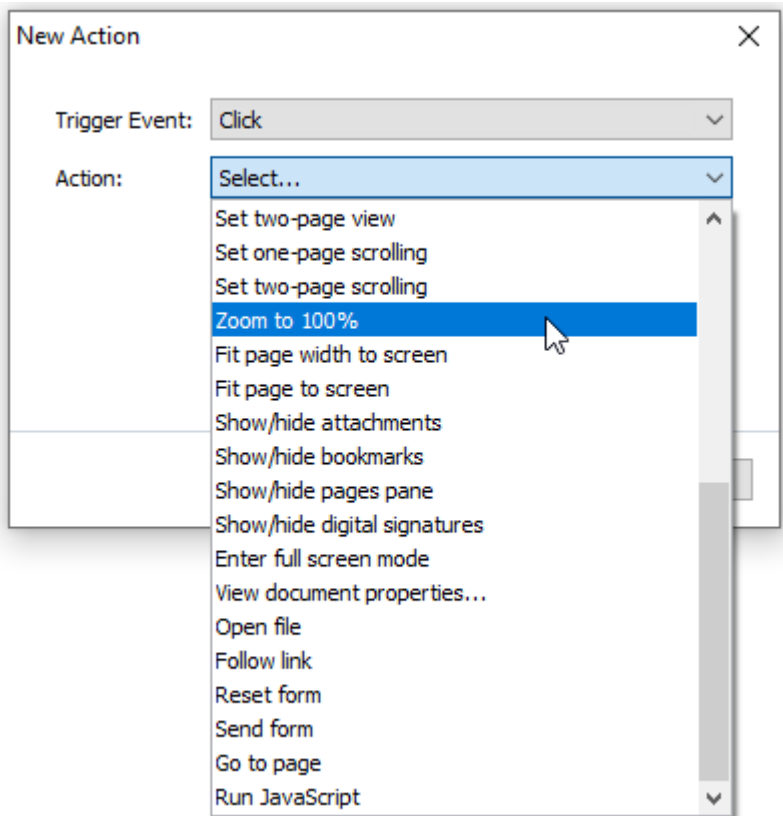 New Action
Trigger Event: Click
Action: Select...
Set two-page view
Set one-page scrolling
Set two-page scrolling
Zoom to 100%
Fit page width to screen
Fit page to screen
Show/hide attachments
Show/hide bookmarks
Show/hide pages pane
Show/hide digital signatures
Enter full screen mode
View document properties...
Open file
Follow link
Reset form
Send form
Go to page
Run JavaScript